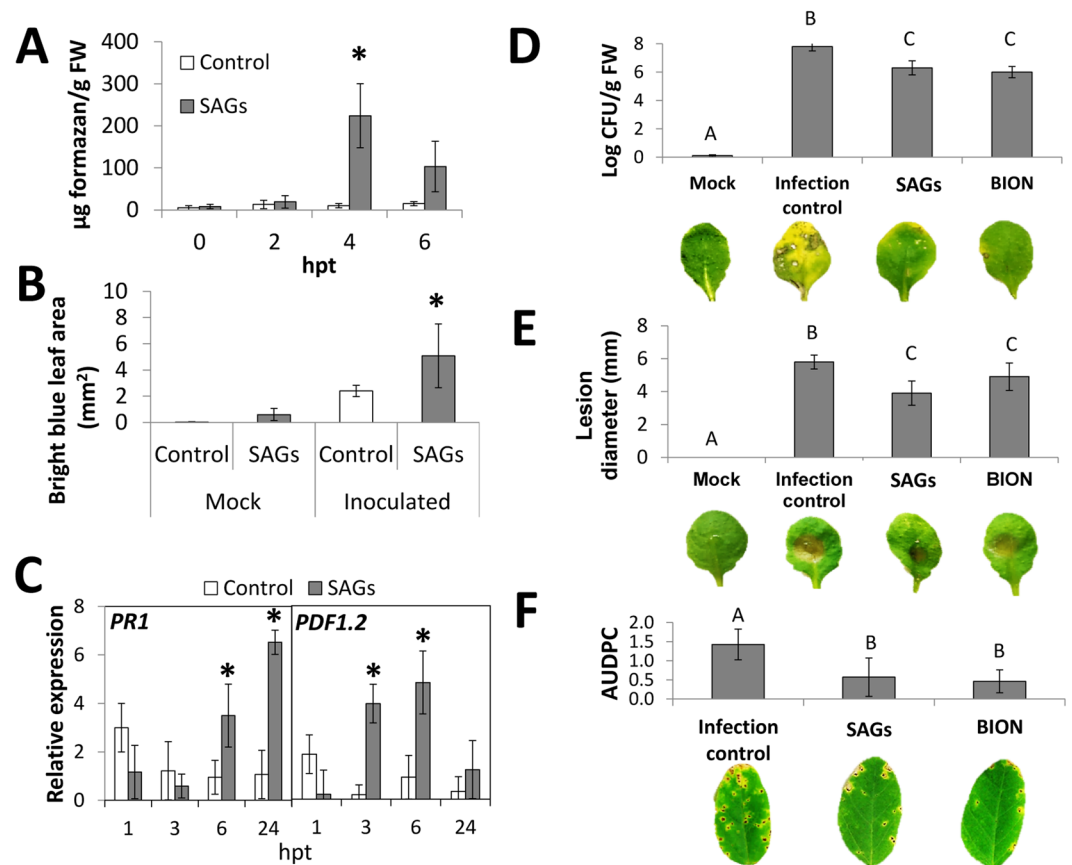 A
µg formazan/g FW
400
300
200
100
0
Control
SAGs
*
0 2 4 6
hpt
B
Bright blue leaf area
(mm²)
10
8
6
4
2
0
*
Control SAGs Control SAGs
Mock Inoculated
C
Control SAGs
Relative expression
8
6
4
2
0
PR1
* *
PDF1.2
* *
1 3 6 24 1 3 6 24
hpt
D
Log CFU/g FW
8
6
4
2
0
A B C C
Mock Infection SAGs BION
control
E
Lesion
diameter (mm)
8
6
4
2
0
A B C C
Mock Infection SAGs BION
control
F
AUDPC
2.0
1.5
1.0
0.5
0.0
A B B
Infection SAGs BION
control